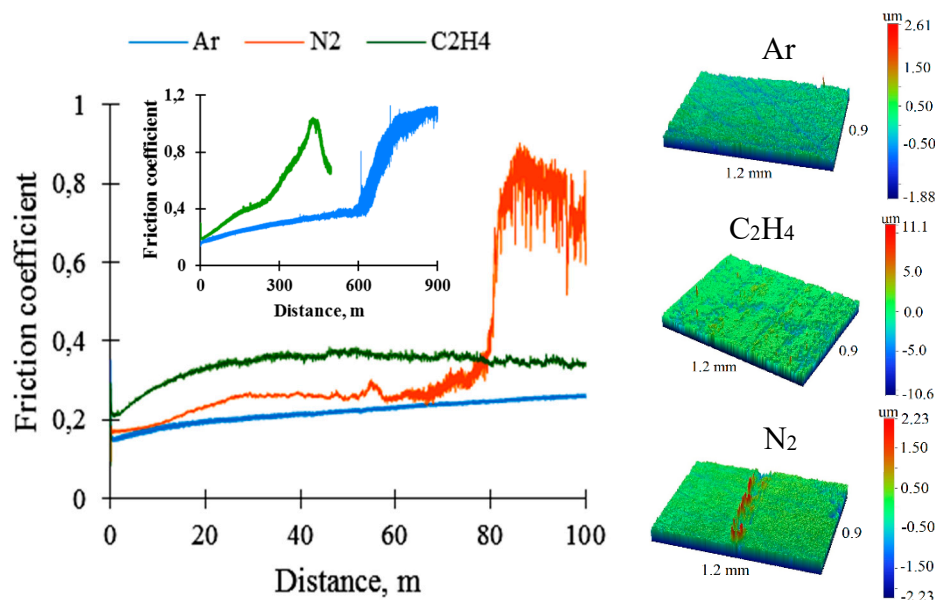 Ar N2 C2H4
Friction coefficient
1
0,8
0,6
0,4
0,2
0
0 20 40 60 80 100
Distance, m
Friction coefficient
1,2
0,8
0,4
0
0 300 600 900
Distance, m
Ar
um
2.61
1.50
0.50
-0.50
-1.88
0.9
1.2 mm
C2H4
um
11.1
5.0
0.0
-5.0
-10.6
0.9
1.2 mm
N2
um
2.23
0.50
-0.50
-1.50
-2.23
0.9
1.2 mm